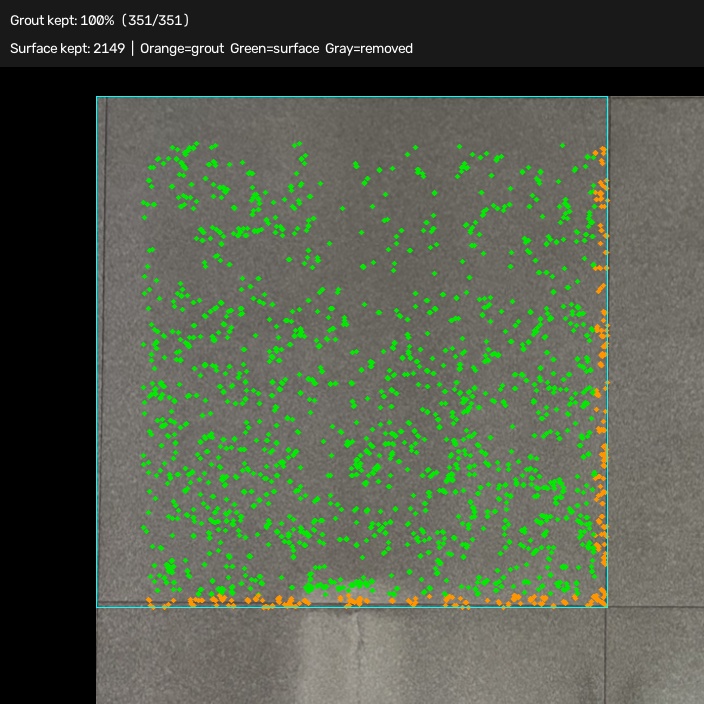 Grout kept: 100%  (351/351)
Surface kept: 2149  |  Orange=grout  Green=surface  Gray=removed